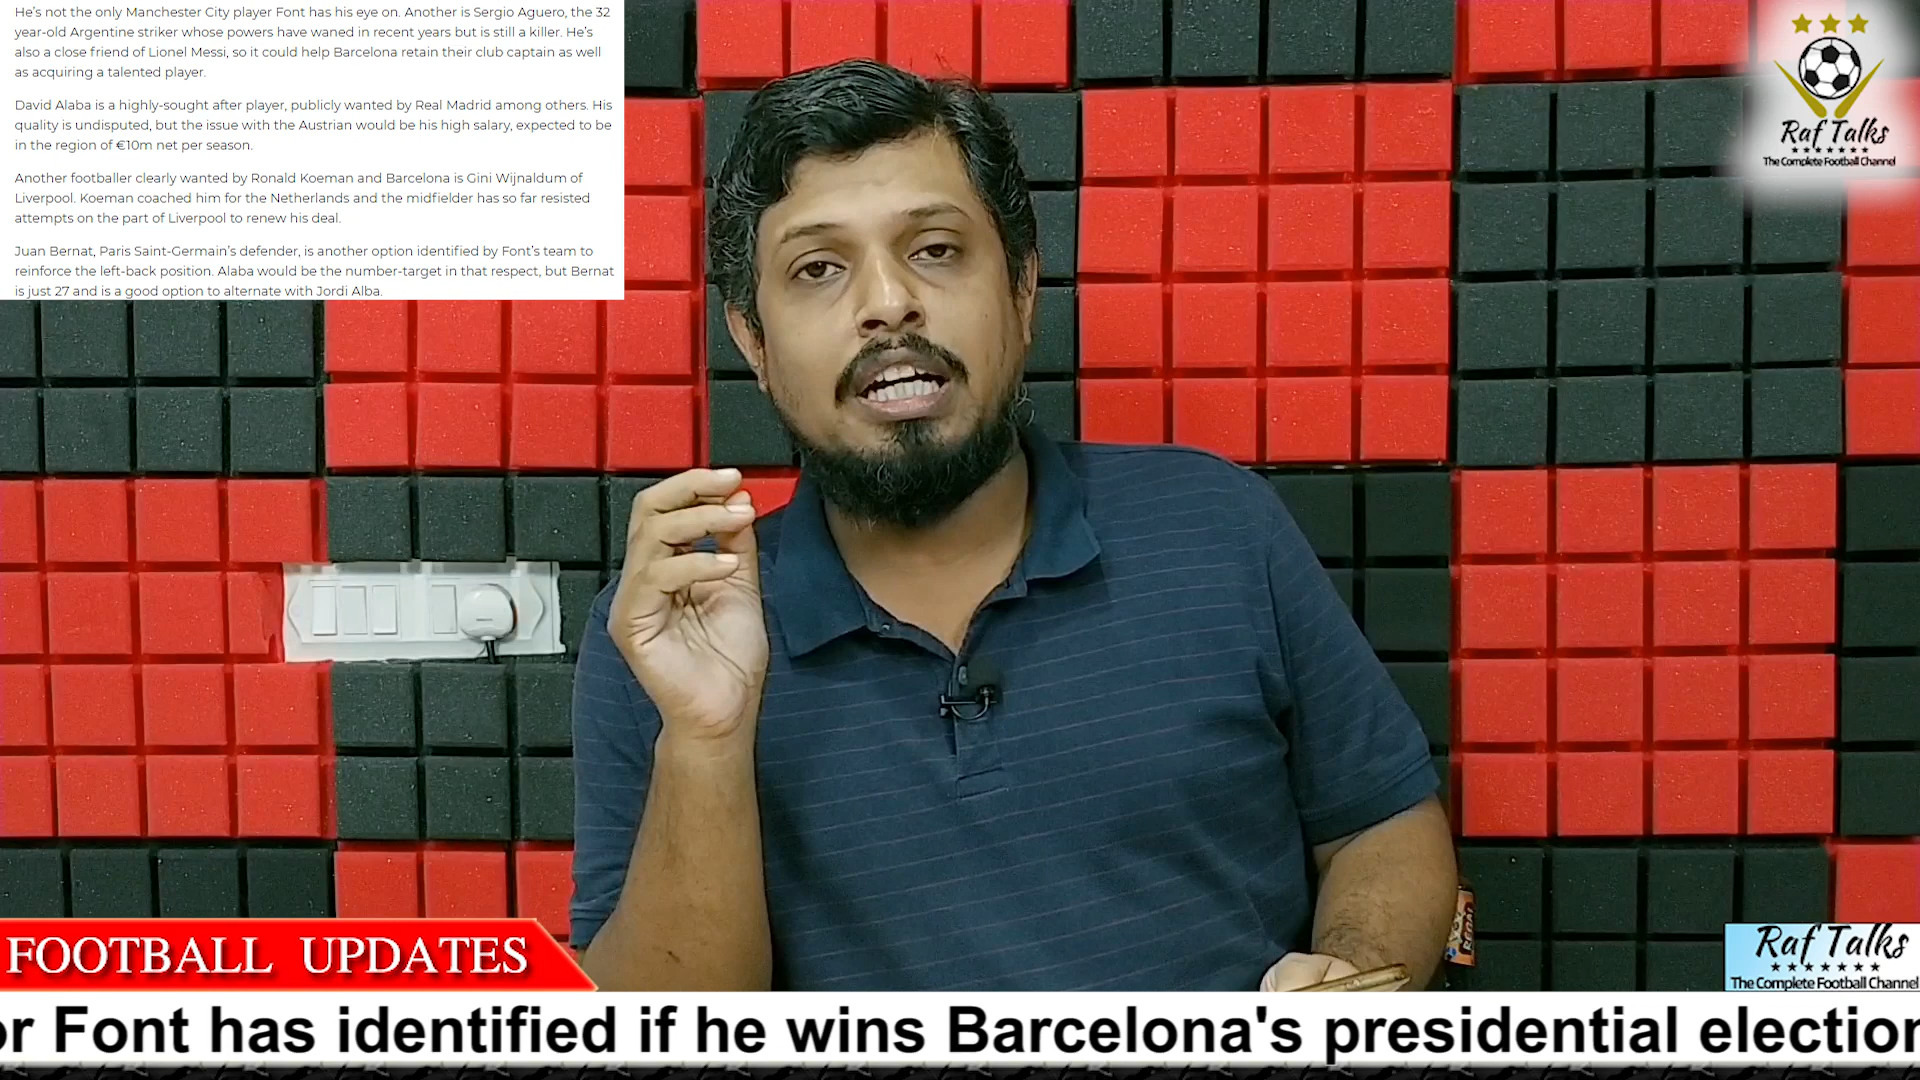 He's not the only Manchester City player Font has his eye on. Another is Sergio Aguero, the 32
year-old Argentine striker whose powers have waned in recent years but is still a killer. He's
also a close friend of Lionel Messi, so it could help Barcelona retain their club captain as well
as acquiring a talented player.
David Alaba is a highly-sought after player, publicly wanted by Real Madrid among others. His
quality is undisputed, but the issue with the Austrian would be his high salary, expected to be
in the region of €10m net per season.
Another footballer clearly wanted by Ronald Koeman and Barcelona is Gini Wijnaldum of
Liverpool. Koeman coached him for the Netherlands and the midfielder has so far resisted
attempts on the part of Liverpool to renew his deal.
Juan Bernat, Paris Saint-Germain's defender, is another option identified by Font's team to
reinforce the left-back position. Alaba would be the number-target in that respect, but Bernat
is just 27 and is a good option to alternate with Jordi Alba.
Raf Talks
The Complete Football Channel
FOOTBALL UPDATES
Raf Talks
The Complete Football Channel
or Font has identified if he wins Barcelona's presidential election